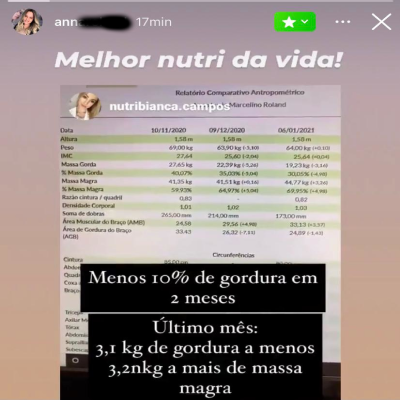 ann 17min
Melhor nutri da vida!
Relatório Comparativo Antropométrico
nutribianca.campos Marcelino Roland
Data 10/11/2020 09/12/2020 06/01/2021
Altura 1,58 m 1,58 m 1,58 m
Peso 69,00 kg 63,90 kg (-5,10) 64,00 kg (+0,10)
IMC 27,64 25,60 (-2,04) 25,64 (+0,04)
Massa Gorda 27,65 kg 22,39 kg (-5,26) 19,23 kg (-3,16)
% Massa Gorda 40,07% 35,03% (-5,04) 30,05% (-4,98)
Massa Magra 41,35 kg 41,51 kg (+0,16) 44,77 kg (+3,26)
% Massa Magra 59,93% 64,97% (+5,04) 69,95% (+4,98)
Razão cintura / quadril 0,83 - 0,82
Densidade Corporal 1,01 1,02 1,03
Soma de dobras 265,00 mm 214,00 mm 173,00 mm
Área Muscular do Braço (AMB) 24,58 29,56 (+4,98) 33,13 (+3,57)
Área de Gordura do Braço 33,43 26,32 (-7,11) 24,89 (-1,43)
(AGB)
Circunferências
Cintura
Menos 10% de gordura em
2 meses
Último mês:
3,1 kg de gordura a menos
3,2nkg a mais de massa
magra